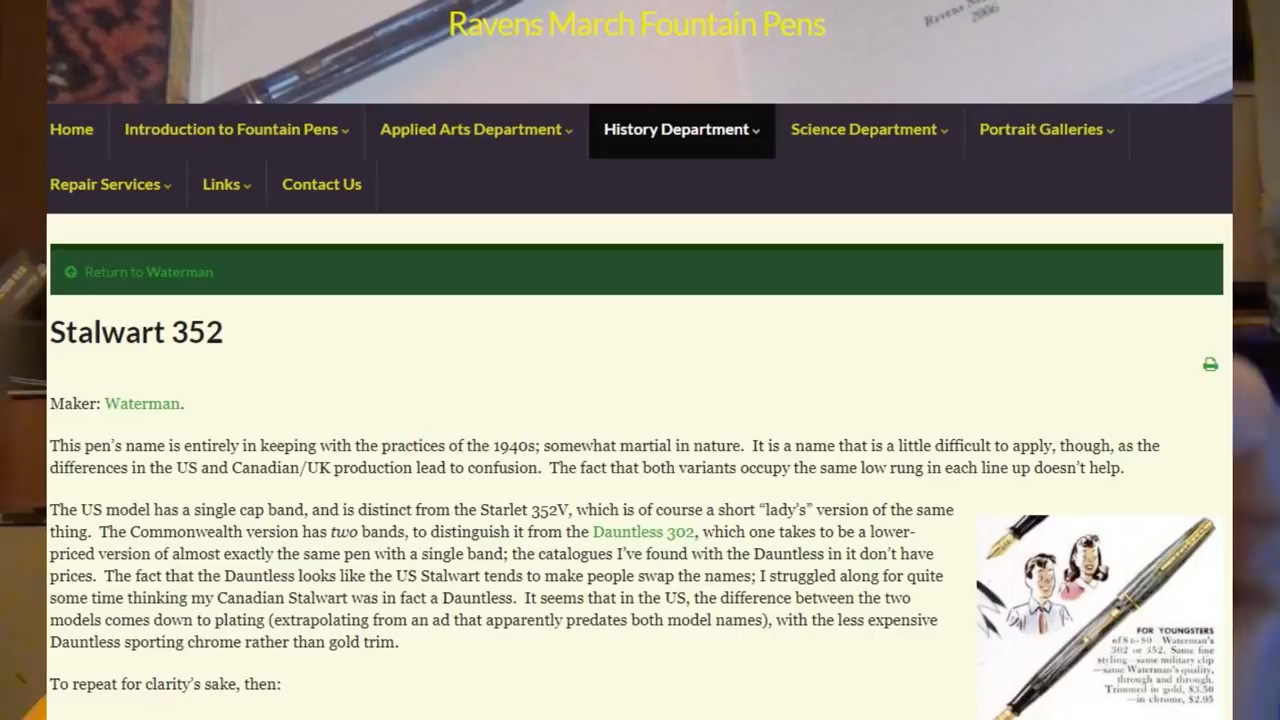 Ravens March Fountain Pens
2006
Home
Introduction to Fountain Pens
Applied Arts Department
History Department
Science Department
Portrait Galleries
Repair Services
Links
Contact Us
Return to Waterman
Stalwart 352
Maker: Waterman.
This pen's name is entirely in keeping with the practices of the 1940s; somewhat martial in nature. It is a name that is a little difficult to apply, though, as the
differences in the US and Canadian/UK production lead to confusion. The fact that both variants occupy the same low rung in each line up doesn't help.
The US model has a single cap band, and is distinct from the Starlet 352V, which is of course a short “lady's” version of the same
thing. The Commonwealth version has two bands, to distinguish it from the Dauntless 302, which one takes to be a lower-
priced version of almost exactly the same pen with a single band; the catalogues I've found with the Dauntless in it don't have
prices. The fact that the Dauntless looks like the US Stalwart tends to make people swap the names; I struggled along for quite
some time thinking my Canadian Stalwart was in fact a Dauntless. It seems that in the US, the difference between the two
models comes down to plating (extrapolating from an ad that apparently predates both model names), with the less expensive
Dauntless sporting chrome rather than gold trim.
To repeat for clarity's sake, then:
FOR YOUNGSTERS
of 8 to 80 Waterman's
302 or 352. Same fine
styling—same military clip
—same Waterman's quality,
through and through.
Trimmed in gold, $3.50
—in chrome, $2.95